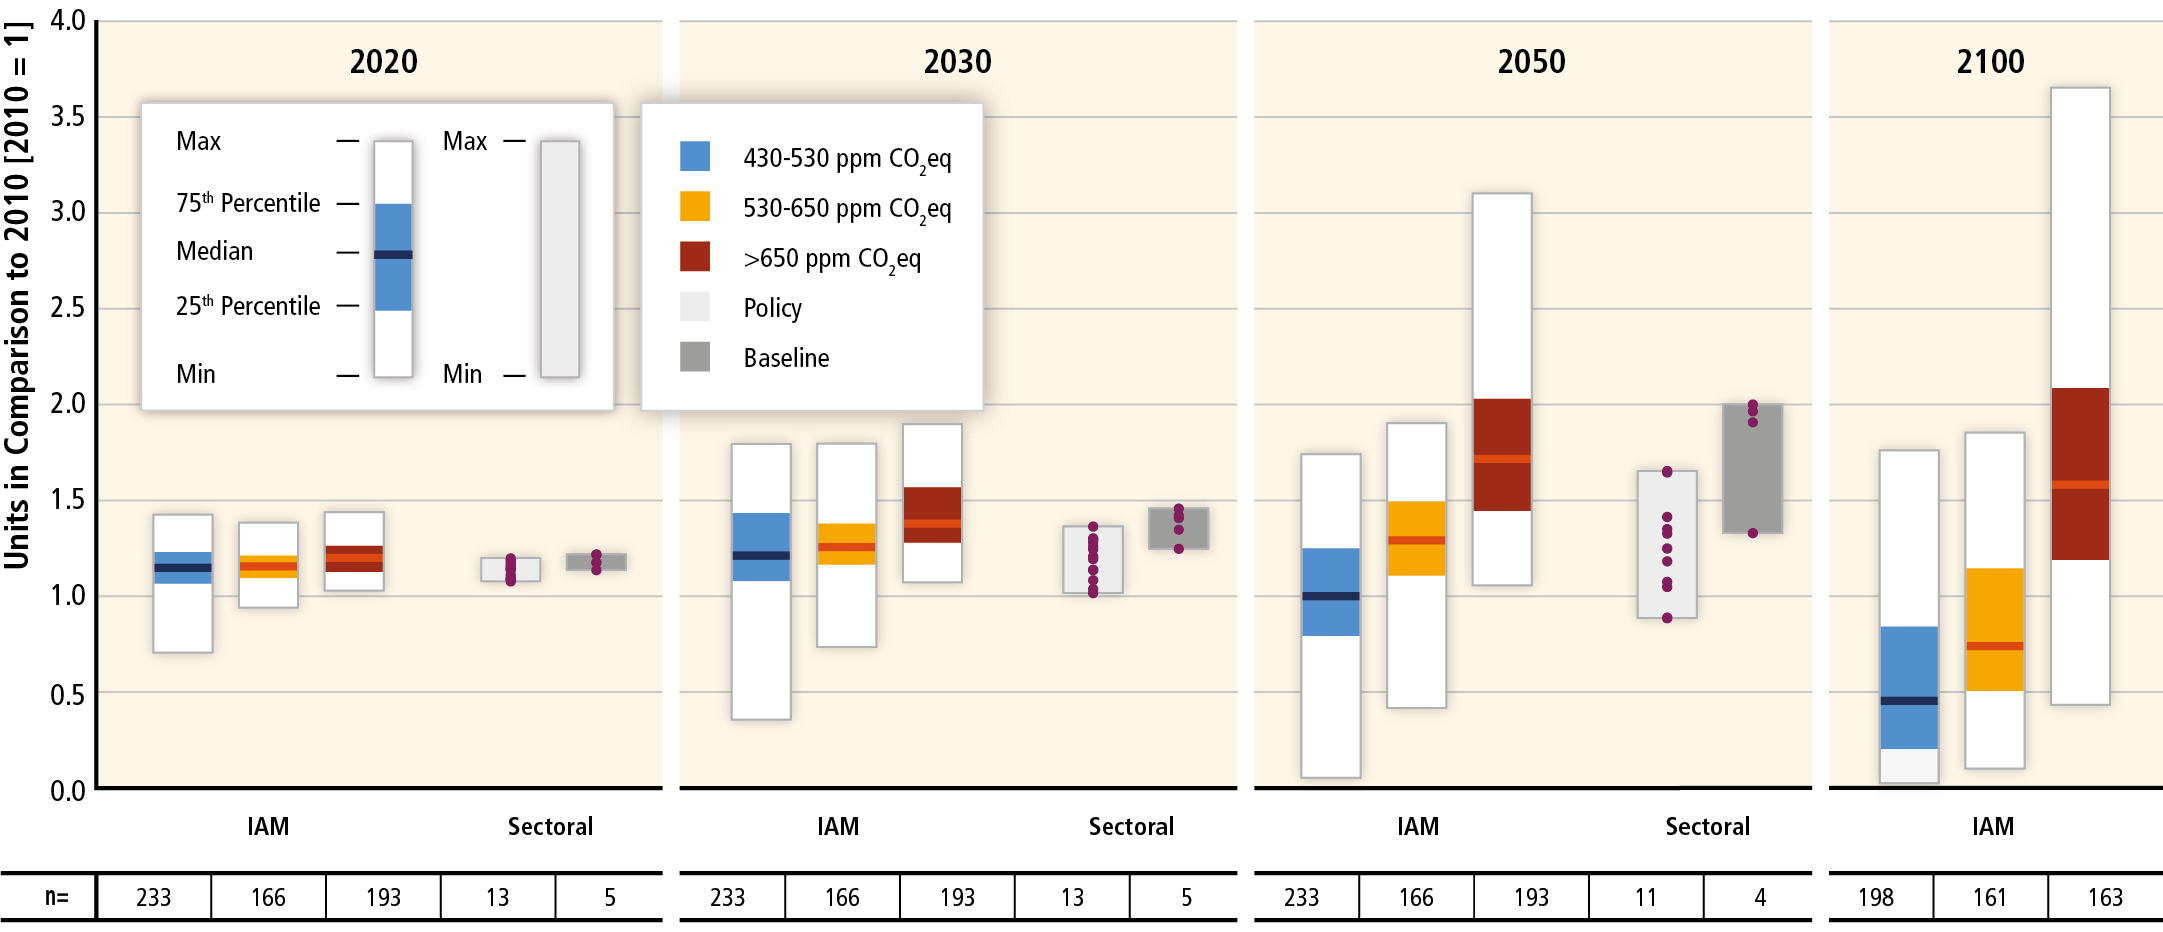 Units in Comparison to 2010 [2010 = 1]
4.0
3.5
3.0
2.5
2.0
1.5
1.0
0.5
0.0
2020
2030
2050
2100
Max
75th Percentile
Median
25th Percentile
Min
Max
Min
430-530 ppm CO2eq
530-650 ppm CO2eq
>650 ppm CO2eq
Policy
Baseline
IAM Sectoral IAM Sectoral IAM Sectoral IAM
n= 233 166 193 13 5 233 166 193 13 5 233 166 193 11 4 198 161 163